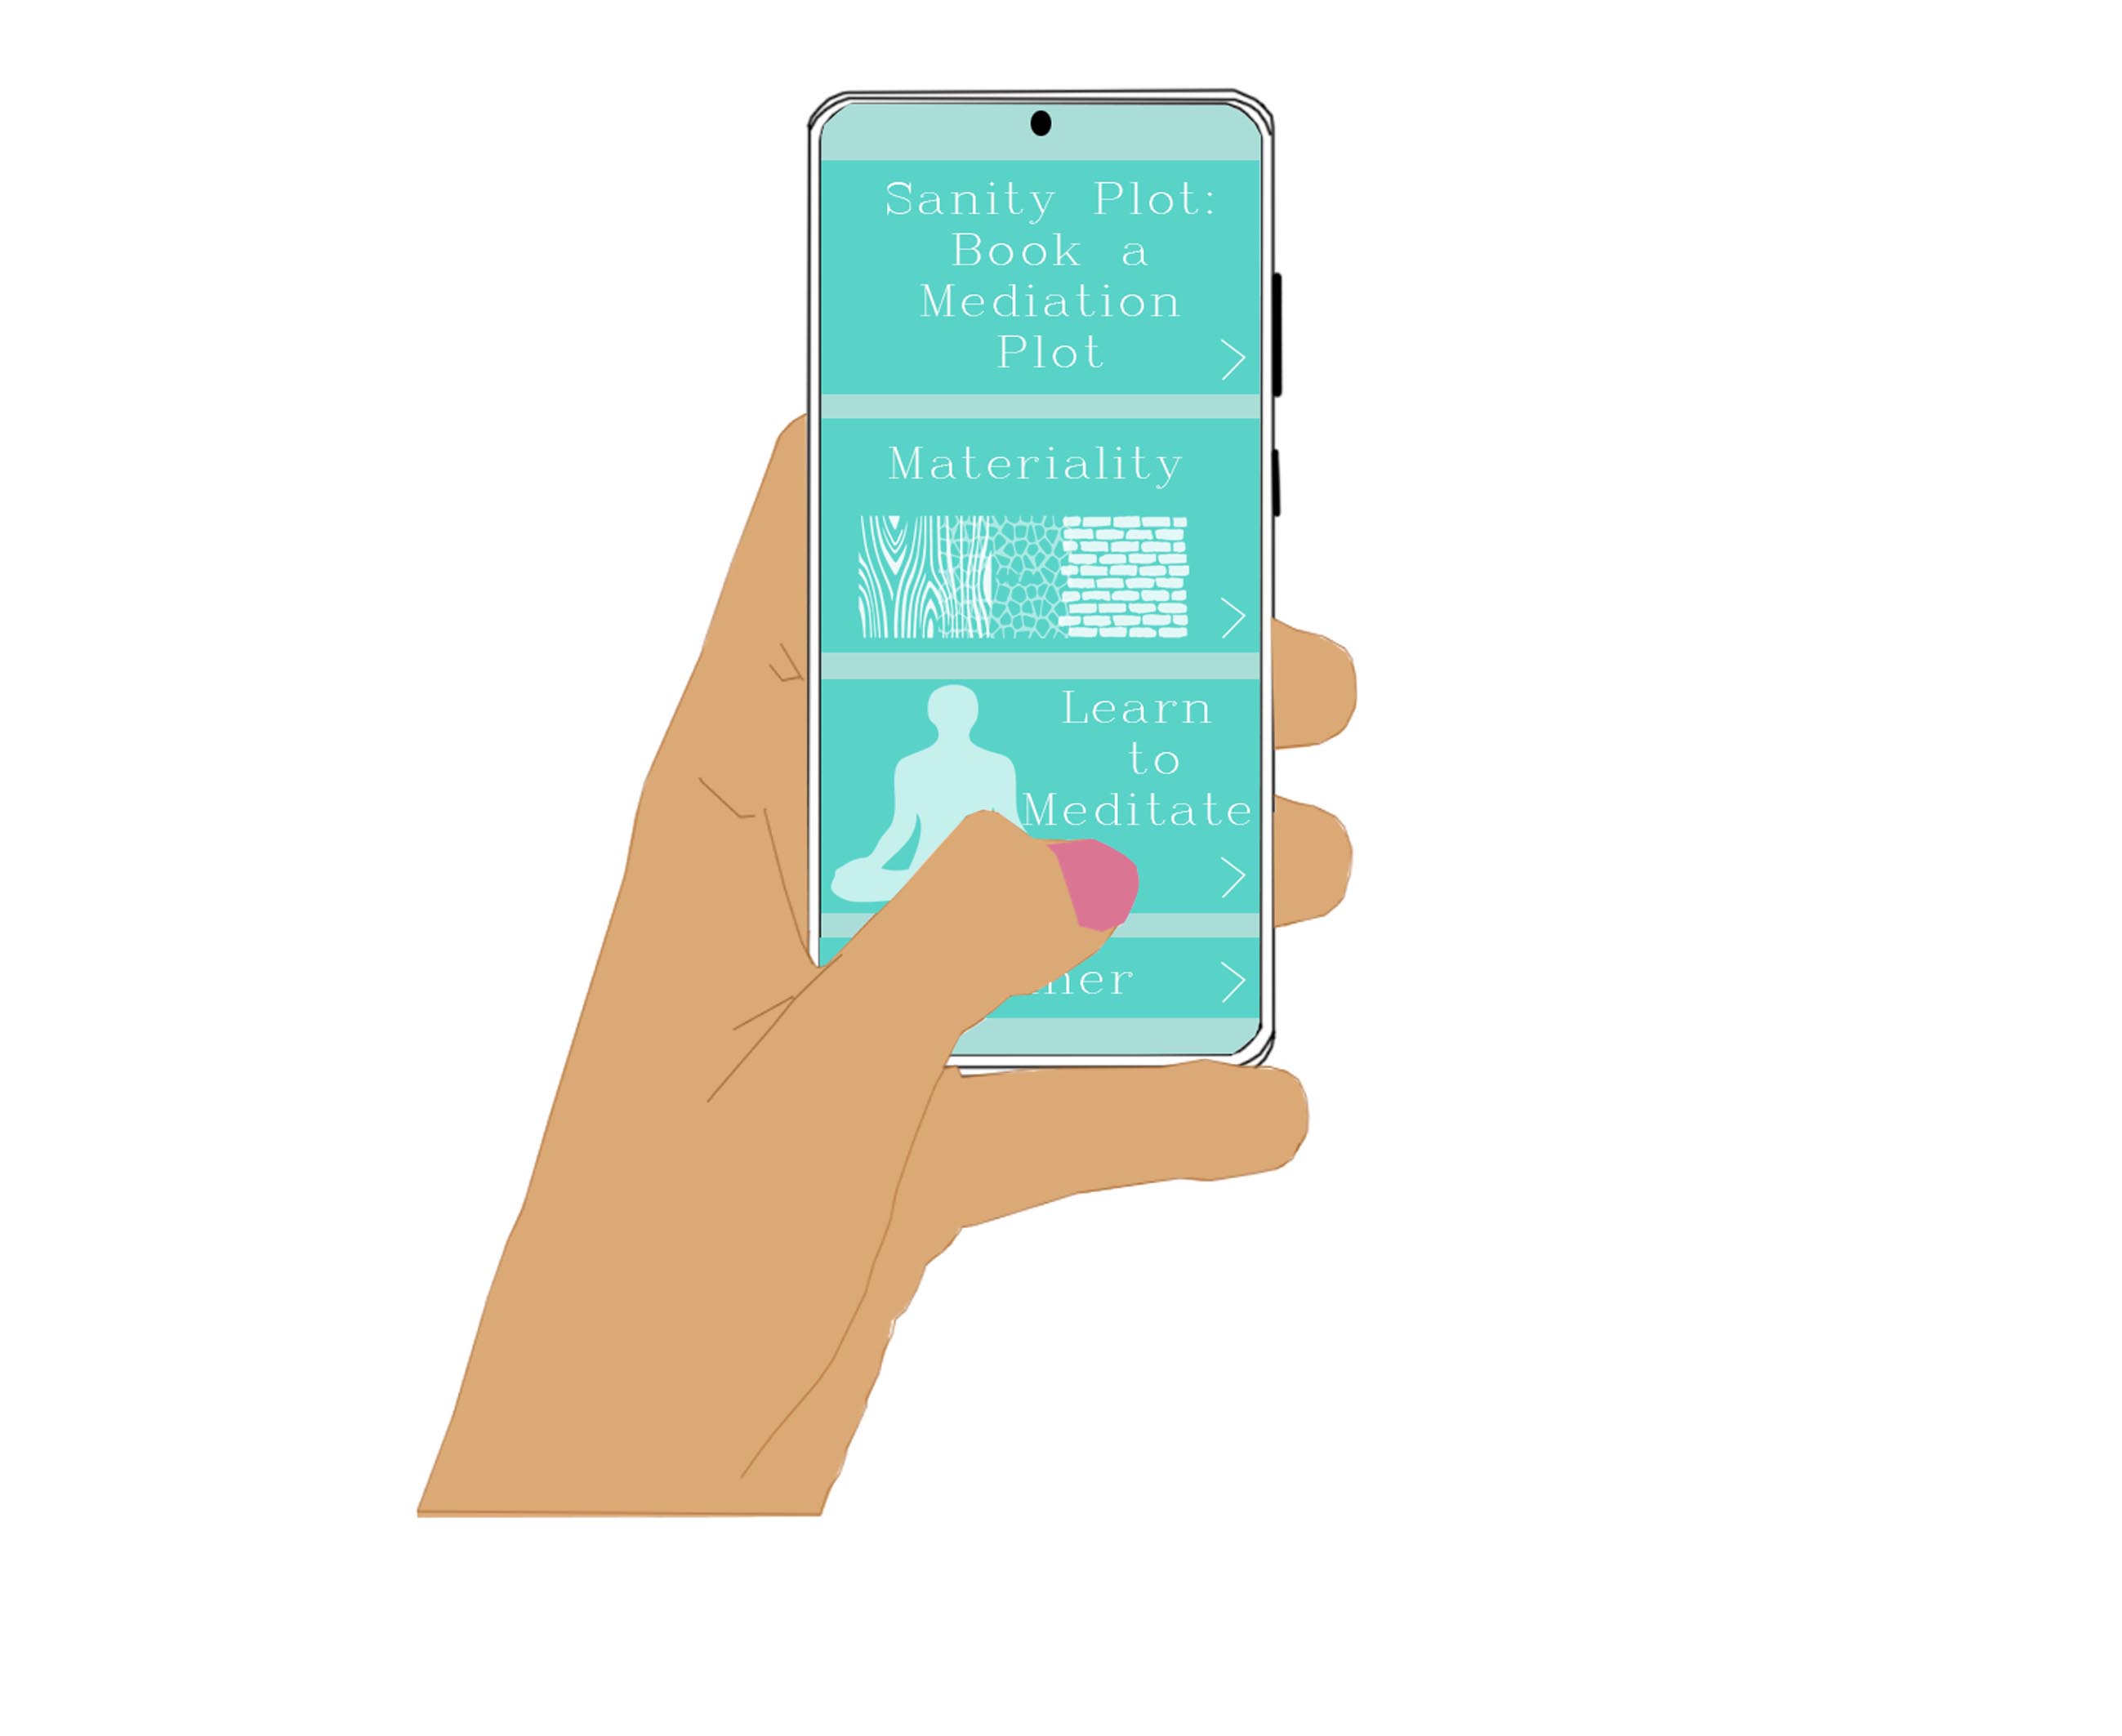 Sanity Plot:
Book a
Mediation
Plot
Materiality
Learn
to
Meditate